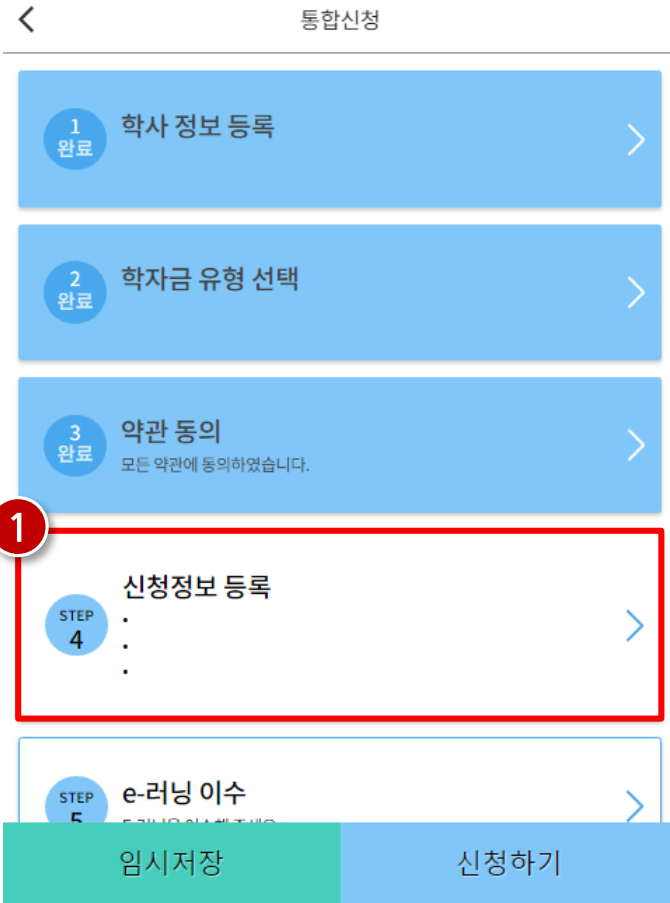 통합신청
1
완료
학사 정보 등록
2
완료
학자금 유형 선택
3
완료
약관 동의
모든 약관에 동의하였습니다.
1
STEP
4
신청정보 등록
STEP
5
e-러닝 이수
임시저장
신청하기